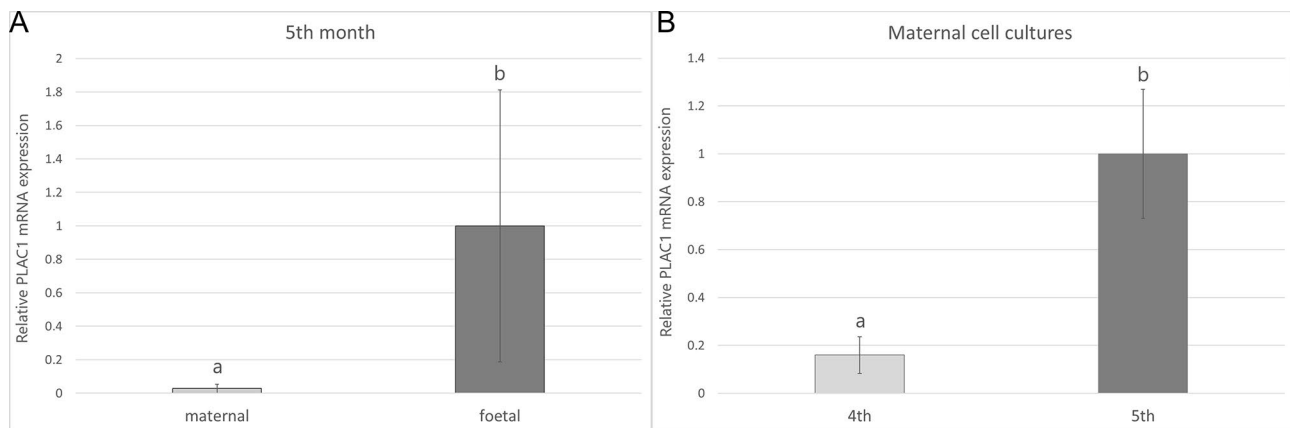 A
5th month
Relative PLAC1 mRNA expression
2
1.8
1.6
1.4
1.2
1
0.8
0.6
0.4
0.2
0
a
b
maternal
foetal
B
Maternal cell cultures
Relative PLAC1 mRNA expression
1.4
1.2
1
0.8
0.6
0.4
0.2
0
a
b
4th
5th